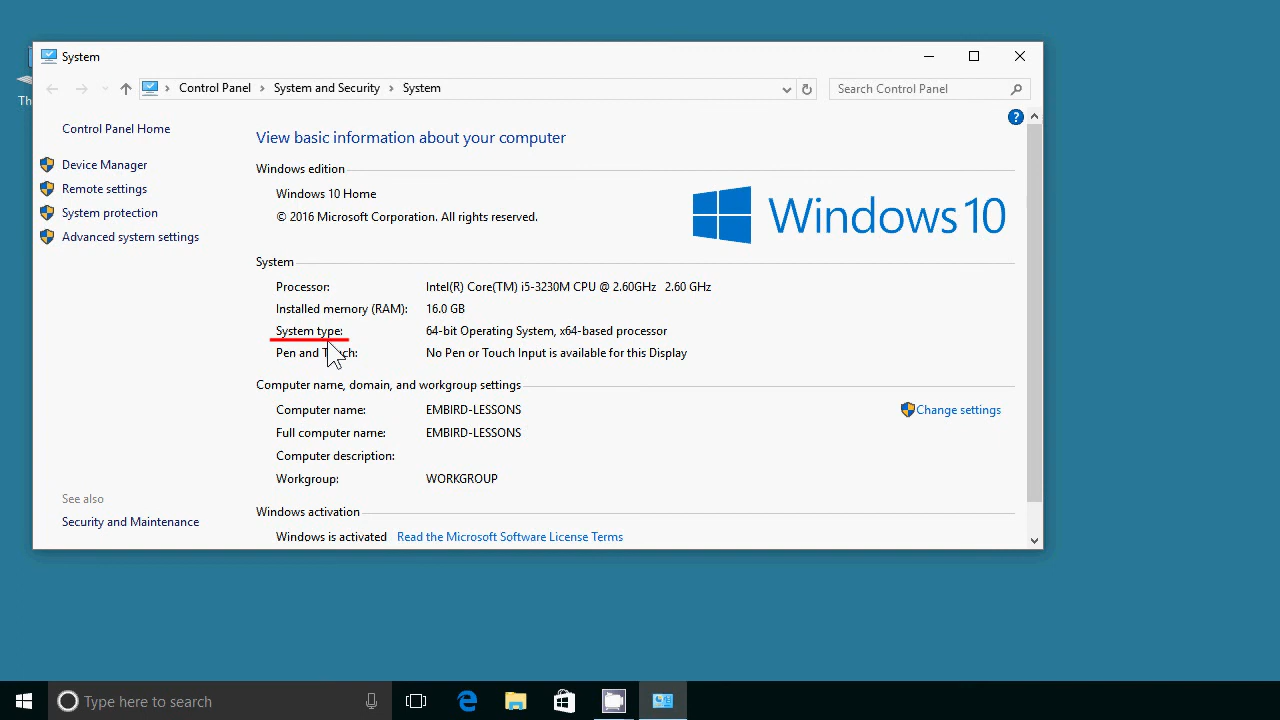 System
Control Panel > System and Security > System
Search Control Panel
Th
Control Panel Home
Device Manager
Remote settings
System protection
Advanced system settings
See also
Security and Maintenance
?
View basic information about your computer
Windows edition
Windows 10 Home
© 2016 Microsoft Corporation. All rights reserved.
Windows 10
System
Processor: Intel(R) Core(TM) i5-3230M CPU @ 2.60GHz 2.60 GHz
Installed memory (RAM): 16.0 GB
System type: 64-bit Operating System, x64-based processor
Pen and T ch: No Pen or Touch Input is available for this Display
Computer name, domain, and workgroup settings
Computer name: EMBIRD-LESSONS
Change settings
Full computer name: EMBIRD-LESSONS
Computer description:
Workgroup: WORKGROUP
Windows activation
Windows is activated Read the Microsoft Software License Terms
Type here to search